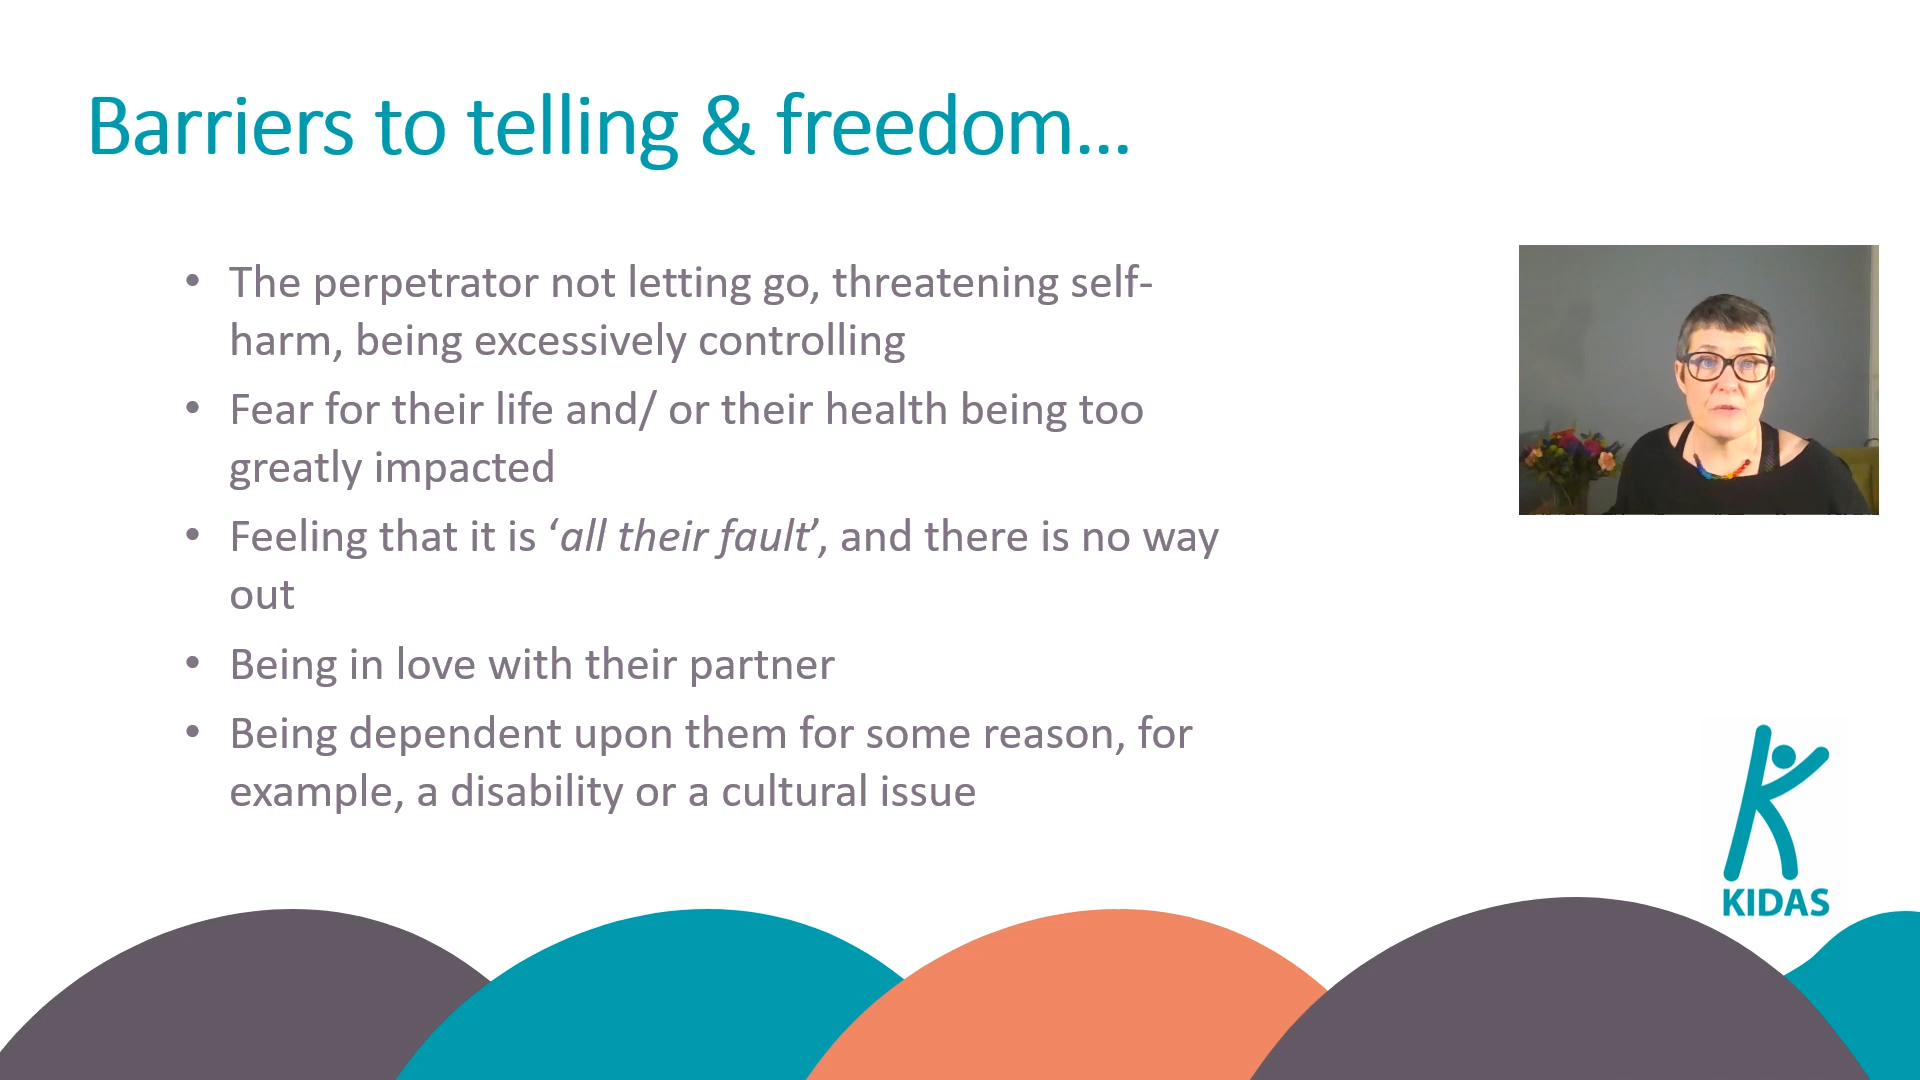 Barriers to telling & freedom...
• The perpetrator not letting go, threatening self-
harm, being excessively controlling
• Fear for their life and/ or their health being too
greatly impacted
• Feeling that it is ‘all their fault’, and there is no way
out
• Being in love with their partner
• Being dependent upon them for some reason, for
example, a disability or a cultural issue
KIDAS